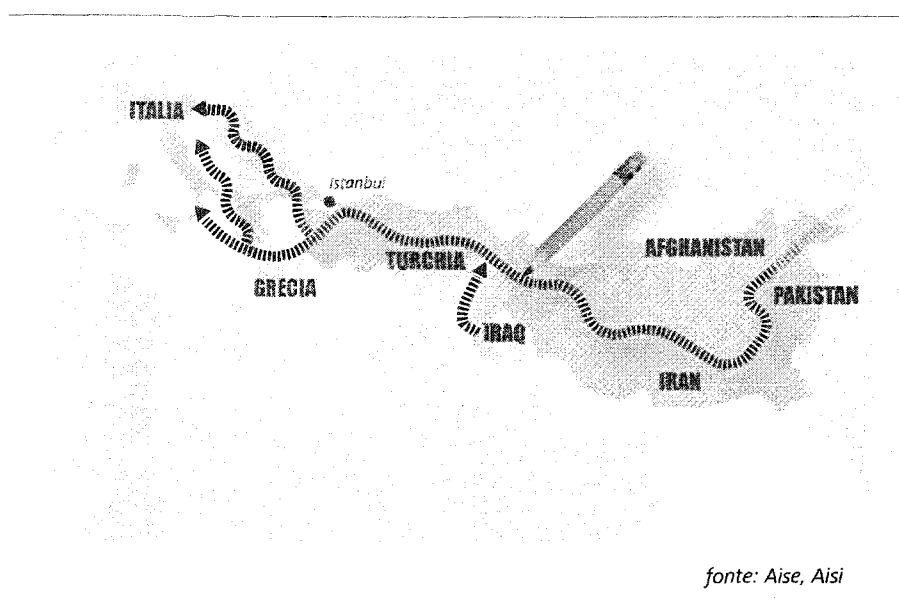 ITALIA
Istanbul
AFGHANISTAN
TURCHIA
GRECIA
PAKISTAN
IRAQ
IRAN
fonte: Aise, Aisi